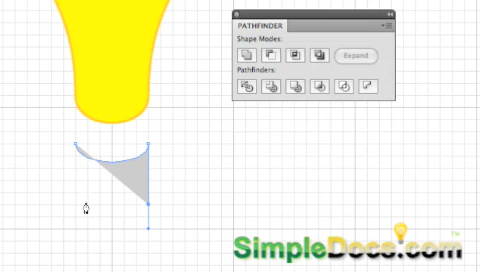 PATHFINDER
Shape Modes:
Expand
Pathfinders:
SimpleDocs.com
TM